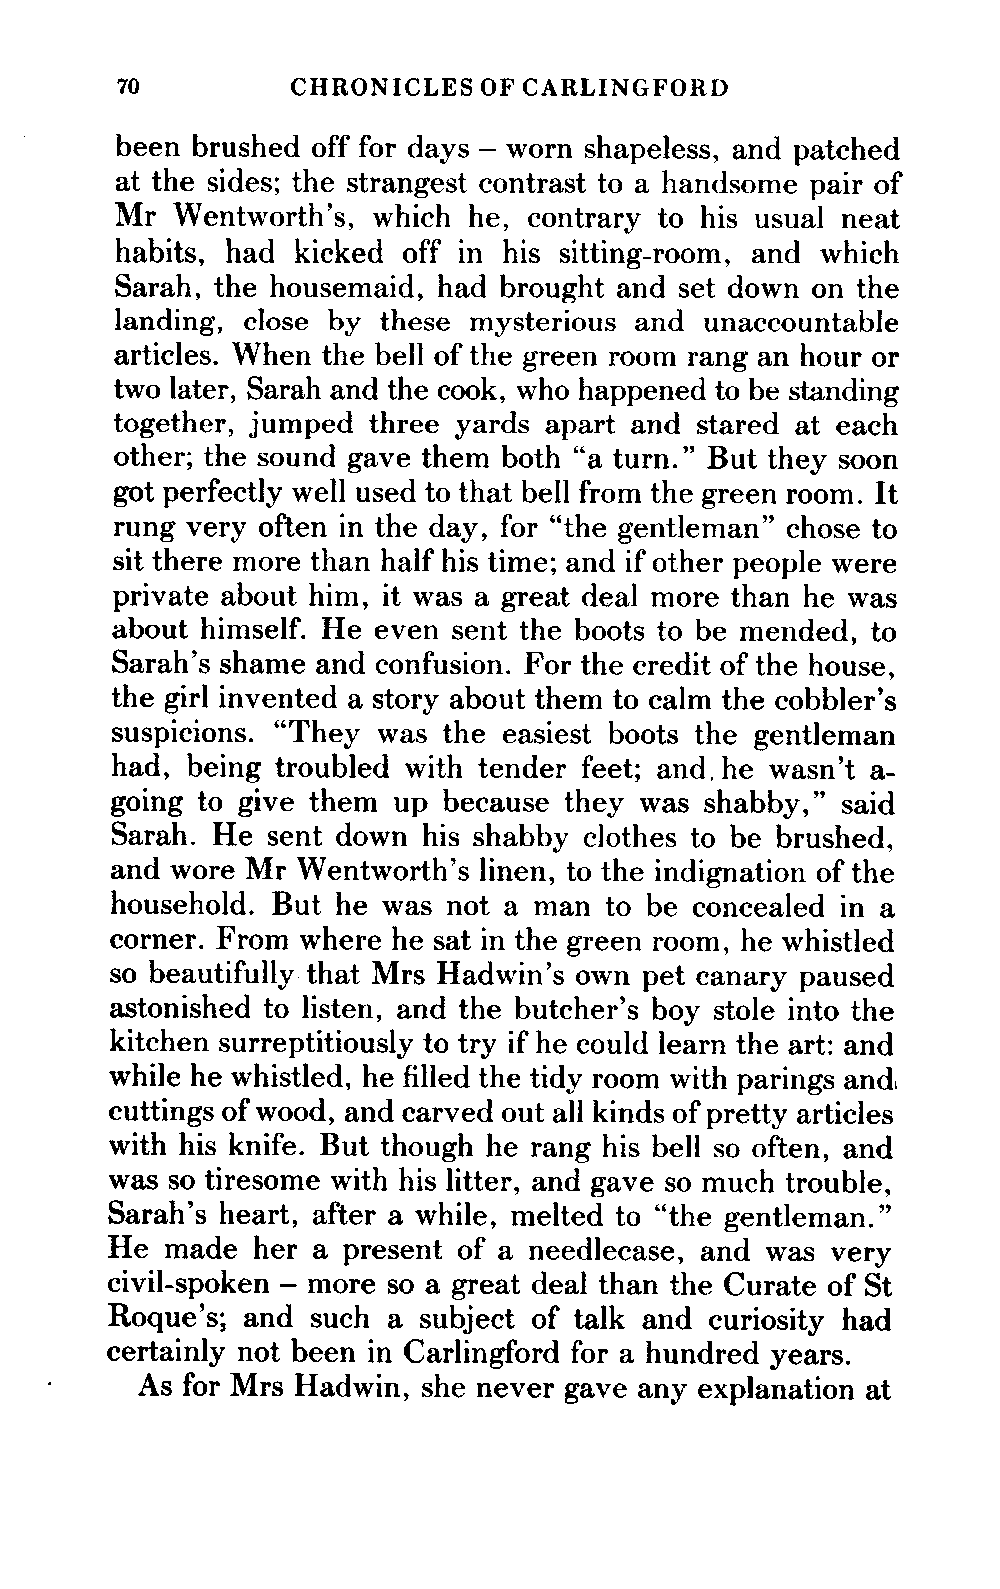 70 CHRONICLES OF CARLINGFORD
been brushed off for days – worn shapeless, and patched
at the sides; the strangest contrast to a handsome pair of
Mr Wentworth's, which he, contrary to his usual neat
habits, had kicked off in his sitting-room, and which
Sarah, the housemaid, had brought and set down on the
landing, close by these mysterious and unaccountable
articles. When the bell of the green room rang an hour or
two later, Sarah and the cook, who happened to be standing
together, jumped three yards apart and stared at each
other; the sound gave them both “a turn.” But they soon
got perfectly well used to that bell from the green room. It
rung very often in the day, for “the gentleman” chose to
sit there more than half his time; and if other people were
private about him, it was a great deal more than he was
about himself. He even sent the boots to be mended, to
Sarah's shame and confusion. For the credit of the house,
the girl invented a story about them to calm the cobbler's
suspicions. “They was the easiest boots the gentleman
had, being troubled with tender feet; and he wasn't a-
going to give them up because they was shabby,” said
Sarah. He sent down his shabby clothes to be brushed,
and wore Mr Wentworth's linen, to the indignation of the
household. But he was not a man to be concealed in a
corner. From where he sat in the green room, he whistled
so beautifully that Mrs Hadwin's own pet canary paused
astonished to listen, and the butcher's boy stole into the
kitchen surreptitiously to try if he could learn the art: and
while he whistled, he filled the tidy room with parings and
cuttings of wood, and carved out all kinds of pretty articles
with his knife. But though he rang his bell so often, and
was so tiresome with his litter, and gave so much trouble,
Sarah's heart, after a while, melted to “the gentleman.”
He made her a present of a needlecase, and was very
civil-spoken – more so a great deal than the Curate of St
Roque's; and such a subject of talk and curiosity had
certainly not been in Carlingford for a hundred years.
As for Mrs Hadwin, she never gave any explanation at